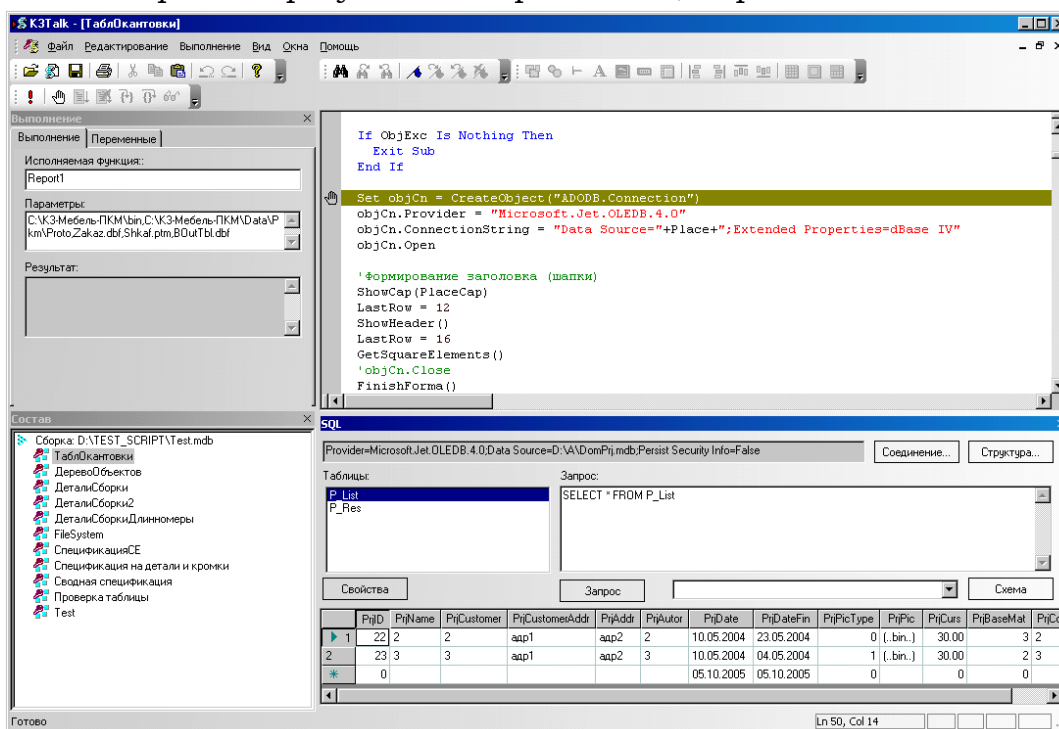 K3Talk - [ТаблОкантовки]
Файл Редактирование Выполнение Вид Окна Помощь
Выполнение
Выполнение Переменные
Исполняемая функция::
Report1
Параметры:
C:\K3-Мебель-ПКМ\bin,C:\K3-Мебель-ПКМ\Data\P
km\Proto,Zakaz.dbf,Shkaf.ptm,BOutTbl.dbf
Результат:
If ObjExc Is Nothing Then
Exit Sub
End If
Set objCn = CreateObject("ADODB.Connection")
objCn.Provider = "Microsoft.Jet.OLEDB.4.0"
objCn.ConnectionString = "Data Source="+Place+";Extended Properties=dBase IV"
objCn.Open
'Формирование заголовка (шапки)
ShowCap(PlaceCap)
LastRow = 12
ShowHeader()
LastRow = 16
GetSquareElements()
'objCn.Close
FinishForma()
Состав
Сборка: D:\TEST_SCRIPT\Test.mdb
ТаблОкантовки
ДеревоОбъектов
ДеталиСборки
ДеталиСборки2
ДеталиСборкиДлинномеры
FileSystem
СпецификацияСЕ
Спецификация на детали и кромки
Сводная спецификация
Проверка таблицы
Test
SQL
Provider=Microsoft.Jet.OLEDB.4.0;Data Source=D:\A\DomPrj.mdb;Persist Security Info=False Соединение... Структура...
Таблицы: Запрос:
P_List SELECT * FROM P_List
P_Res
Свойства Запрос Схема
PrjID PrjName PrjCustomer PrjCustomerAddr PrjAddr PrjAutor PrjDate PrjDateFin PrjPicType PrjPic PrjCurs PrjBaseMat PrjCo
1 22 2 2 адр1 адр2 2 10.05.2004 23.05.2004 0 (..bin..) 30.00 3 2
2 23 3 3 адр1 адр2 3 10.05.2004 04.05.2004 1 (..bin..) 30.00 2 3
* 0 05.10.2005 05.10.2005 0 0 0
Готово Ln 50, Col 14